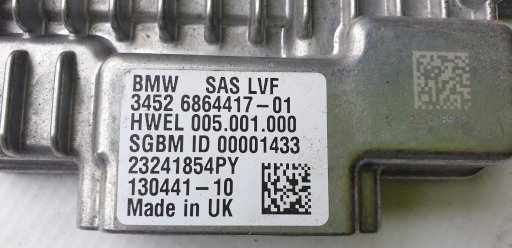 BMW SAS LVF
3452 6864417-01
HWEL 005.001.000
SGBM ID 00001433
23241854PY
130441-10
Made in UK